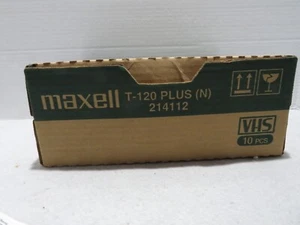 maxell T-120 PLUS (N)
214112
VHS
10 PCS.